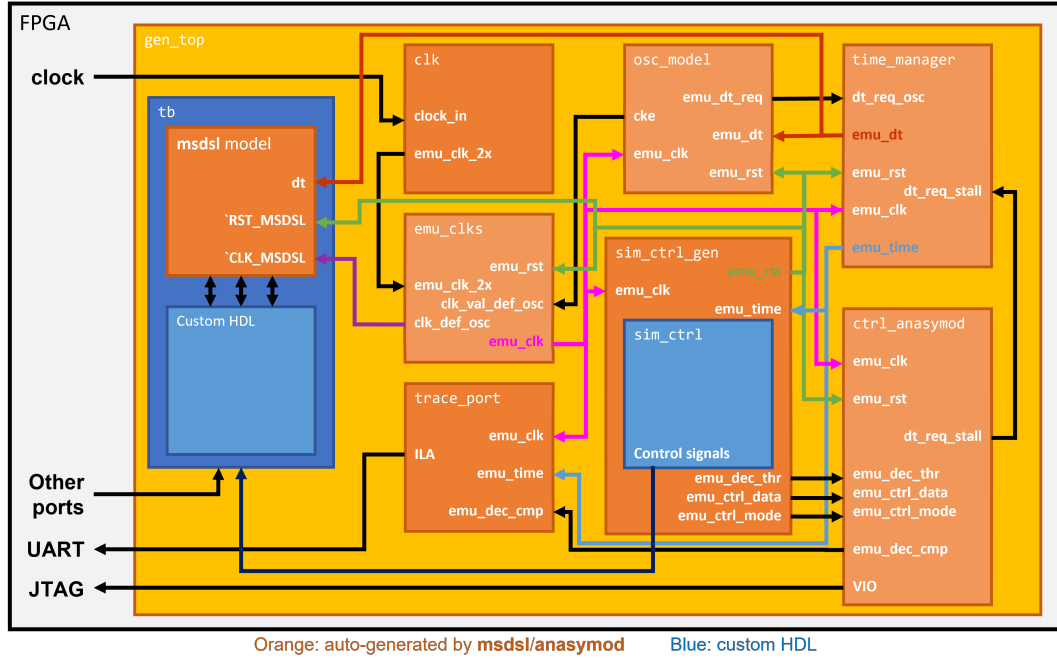 FPGA
gen_top
clock
tb
msdsl model
dt
`RST_MSDSL
`CLK_MSDSL
Custom HDL
clk
clock_in
emu_clk_2x
emu_clks
emu_rst
emu_clk_2x
clk_val_def_osc
clk_def_osc
emu_clk
trace_port
emu_clk
ILA
emu_time
emu_dec_cmp
osc_model
emu_dt_req
cke
emu_dt
emu_clk
emu_rst
sim_ctrl_gen
emu_rst
emu_clk
emu_time
sim_ctrl
Control signals
emu_dec_thr
emu_ctrl_data
emu_ctrl_mode
time_manager
dt_req_osc
emu_dt
emu_rst
dt_req_stall
emu_clk
emu_time
ctrl_anasymod
emu_clk
emu_rst
dt_req_stall
emu_dec_thr
emu_ctrl_data
emu_ctrl_mode
emu_dec_cmp
VIO
Other
ports
UART
JTAG
Orange: auto-generated by msdsl/anasymod
Blue: custom HDL